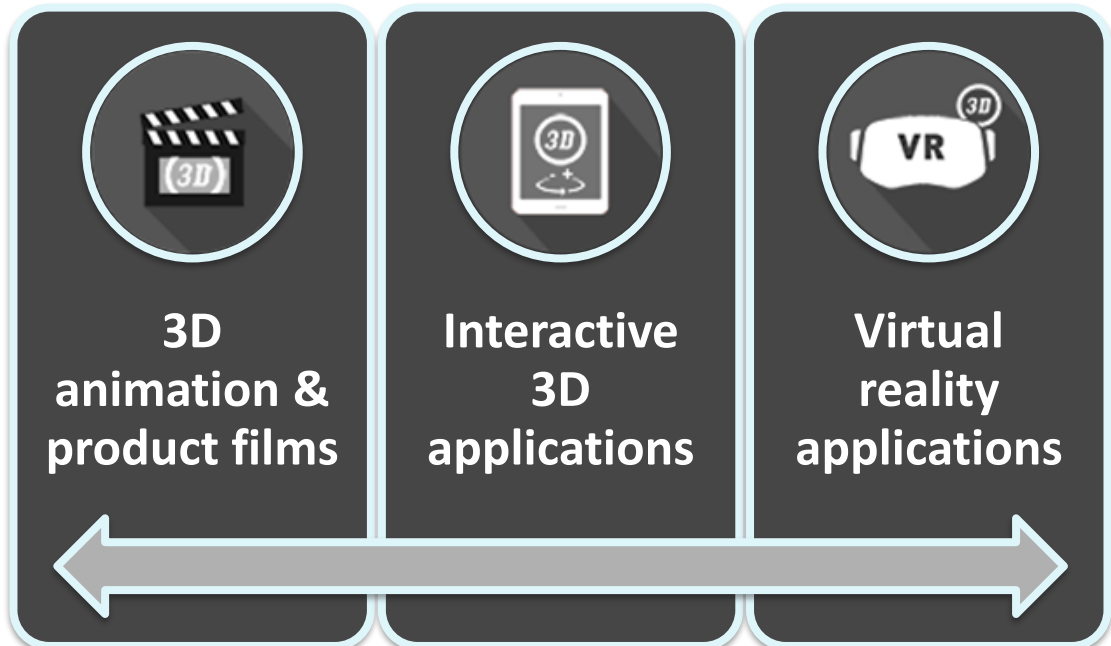 (3D)
3D
animation &
product films
3D
- +
Interactive
3D
applications
3D
VR
Virtual
reality
applications